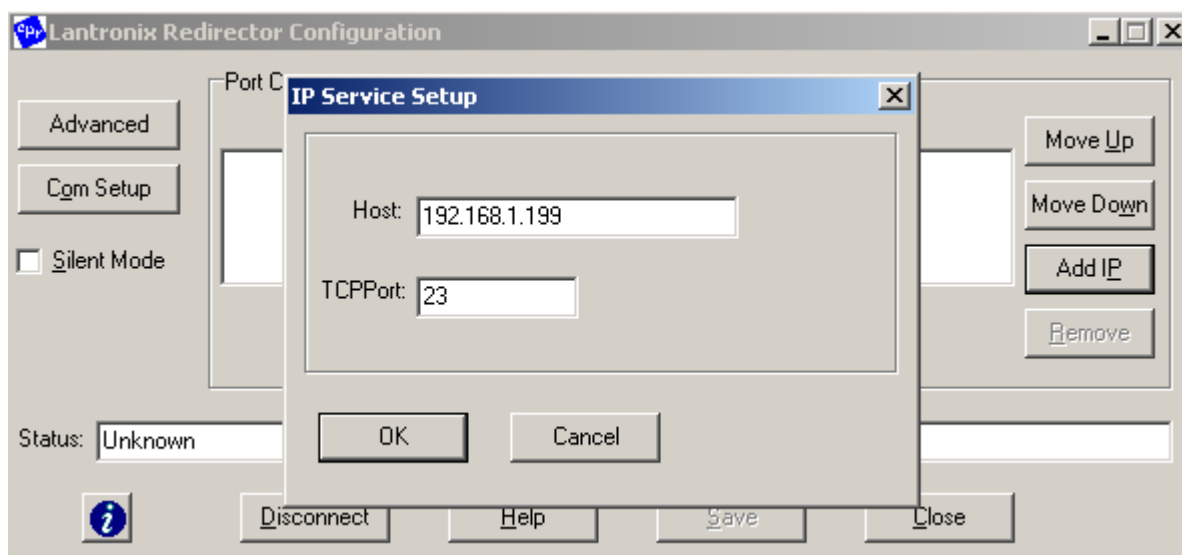 cpr Lantronix Redirector Configuration
Port C
IP Service Setup
Advanced
Com Setup
Silent Mode
Host: 192.168.1.199
TCPPort: 23
OK
Cancel
Move Up
Move Down
Add IP
Remove
Status: Unknown
Disconnect
Help
Save
Close